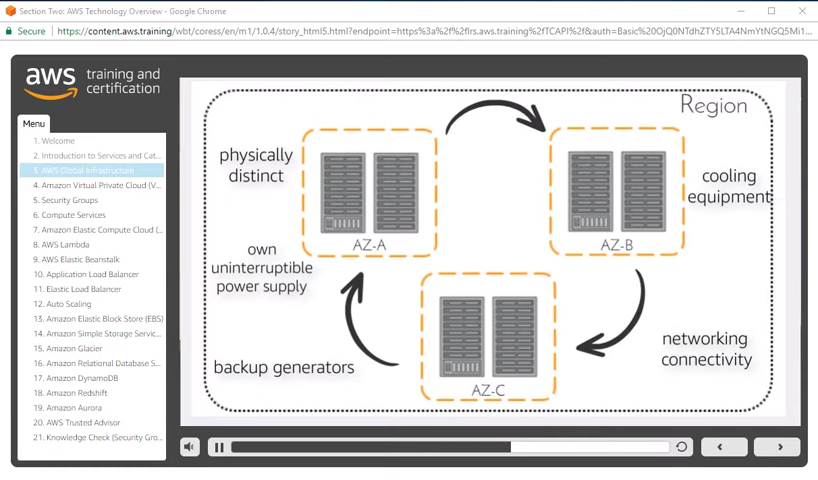 Section Two: AWS Technology Overview - Google Chrome
Secure
https://content.aws.training/wbt/coress/en/m1/1.0.4/story_html5.html?endpoint=https%3a%2f%2flrs.aws.training%2fTCAPI%2f&auth=Basic%20OjQ0NTdhZTY5LTA4NmYtNGQ5Mi1...
aws training and
certification
Menu
1. Welcome
2. Introduction to Services and Cat...
3. AWS Global Infrastructure
4. Amazon Virtual Private Cloud (V...
5. Security Groups
6. Compute Services
7. Amazon Elastic Compute Cloud (...
8. AWS Lambda
9. AWS Elastic Beanstalk
10. Application Load Balancer
11. Elastic Load Balancer
12. Auto Scaling
13. Amazon Elastic Block Store (EBS)
14. Amazon Simple Storage Servic...
15. Amazon Glacier
16. Amazon Relational Database S...
17. Amazon DynamoDB
18. Amazon Redshift
19. Amazon Aurora
20. AWS Trusted Advisor
21. Knowledge Check (Security Gro...
Region
physically
distinct
AZ-A
AZ-B
cooling
equipment
own
uninterruptible
power supply
backup generators
AZ-C
networking
connectivity